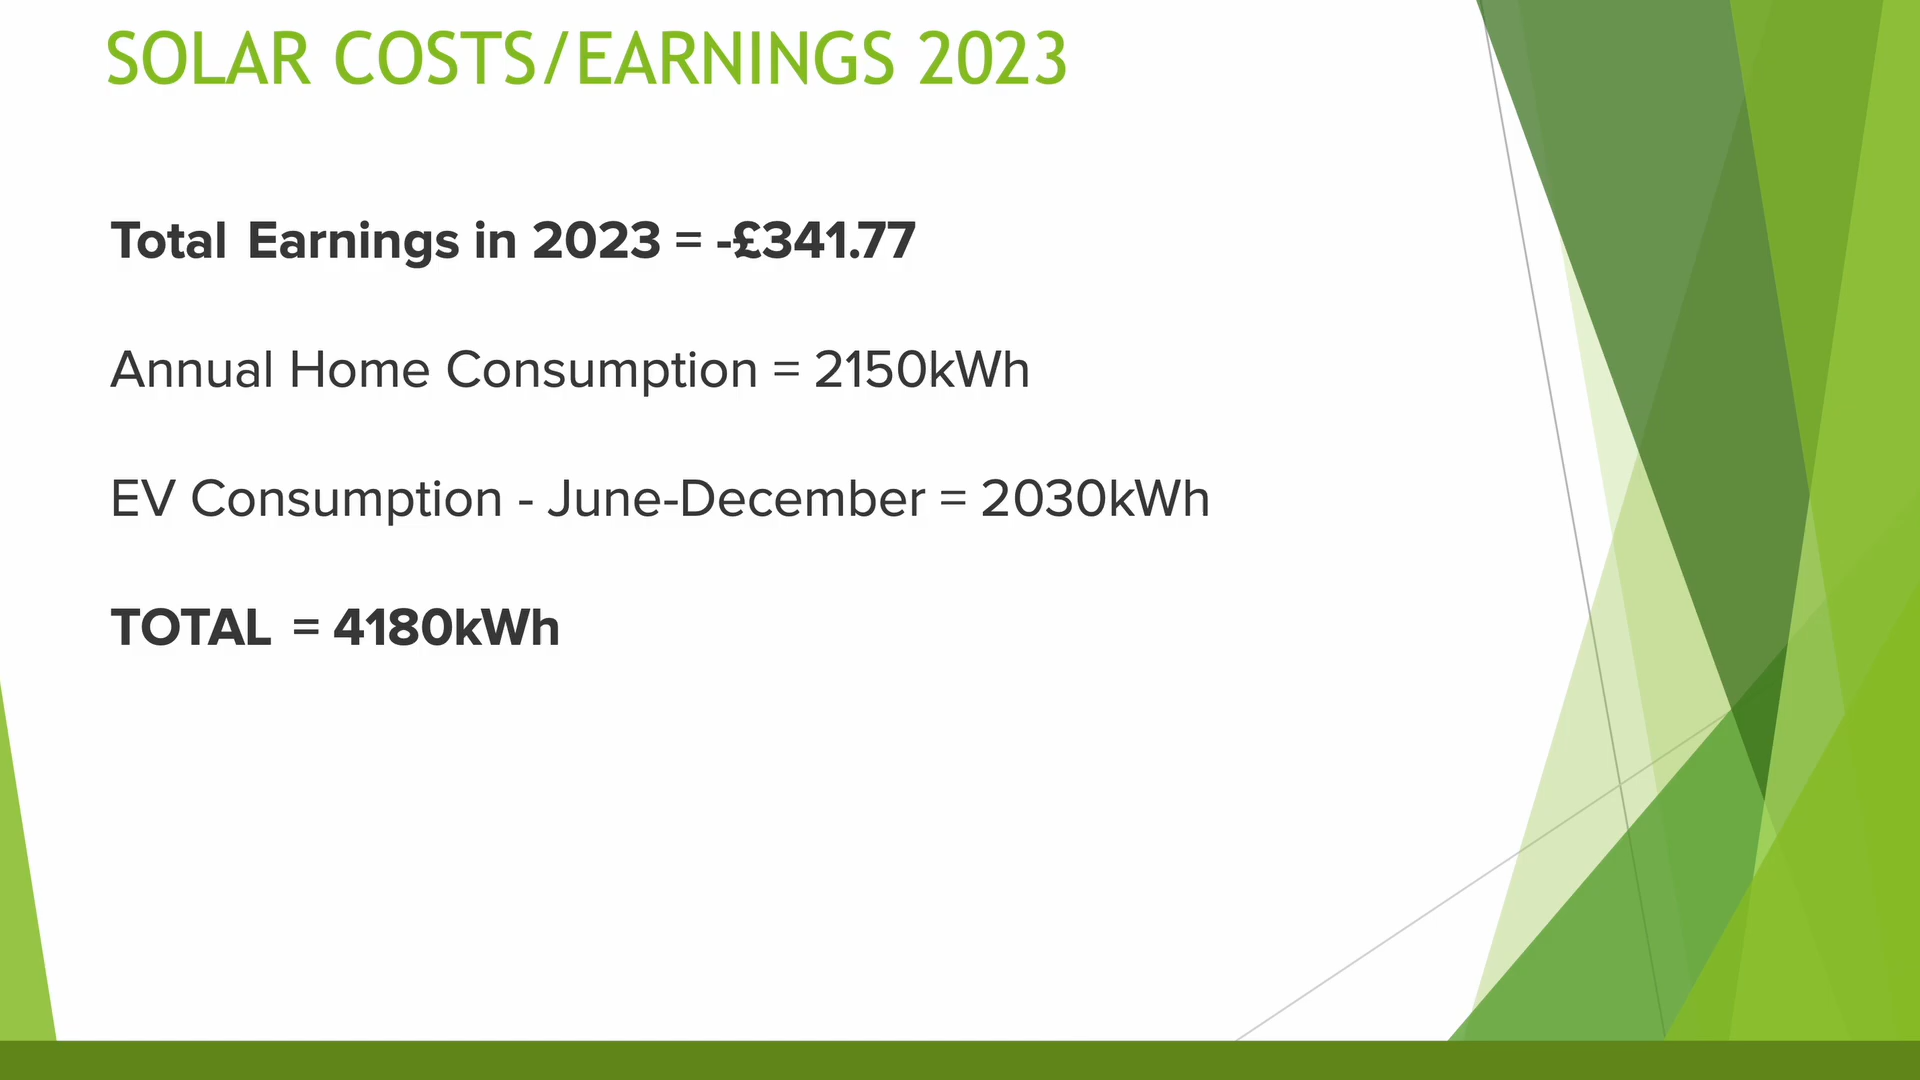 SOLAR COSTS/EARNINGS 2023
Total Earnings in 2023 = -£341.77
Annual Home Consumption = 2150kWh
EV Consumption - June-December = 2030kWh
TOTAL = 4180kWh